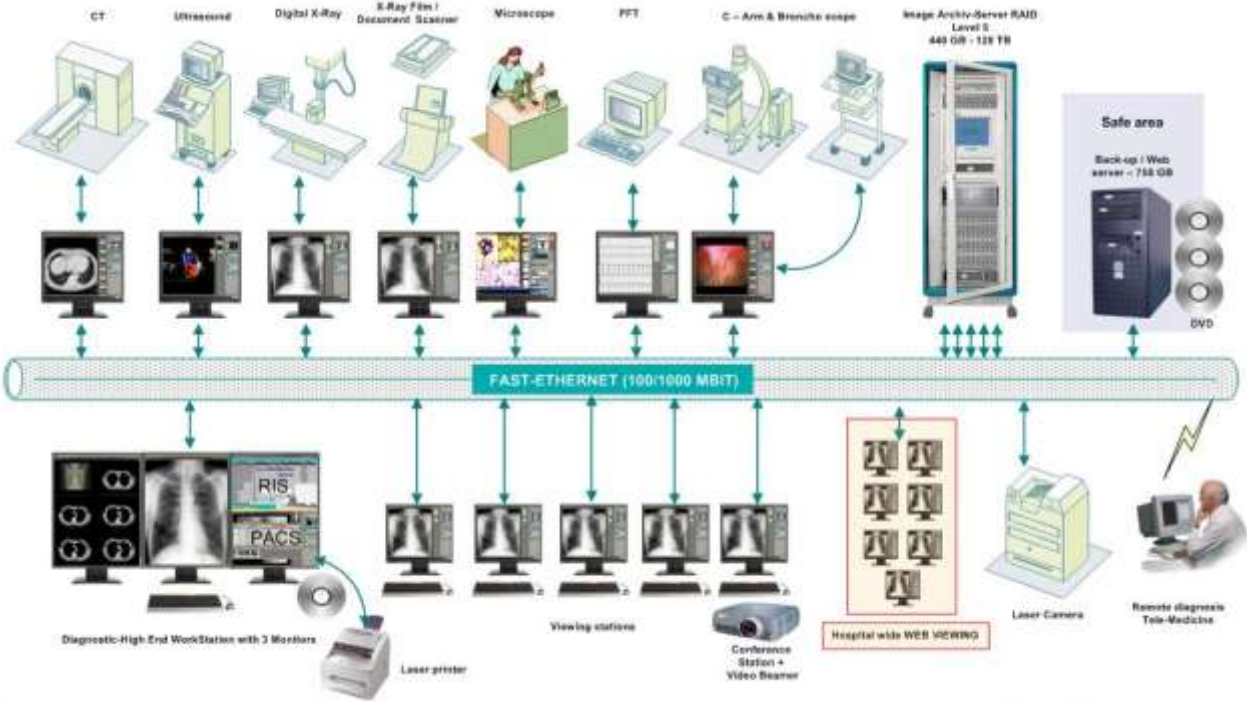 CT
Ultrasound
Digital X-Ray
X-Ray Film /
Document Scanner
Microscope
PFT
C – Arm & Broncho scope
Image Archiv-Server RAID
Level 5
440 GB - 128 TB
Safe area
Back-up / Web
server – 750 GB
DVD
FAST-ETHERNET (100/1000 MBIT)
RIS
PACS
Diagnostic-High End WorkStation with 3 Monitors
Laser printer
Viewing stations
Conference
Station +
Video Beamer
Hospital wide WEB VIEWING
Laser Camera
Remote diagnosis
Tele-Medicine